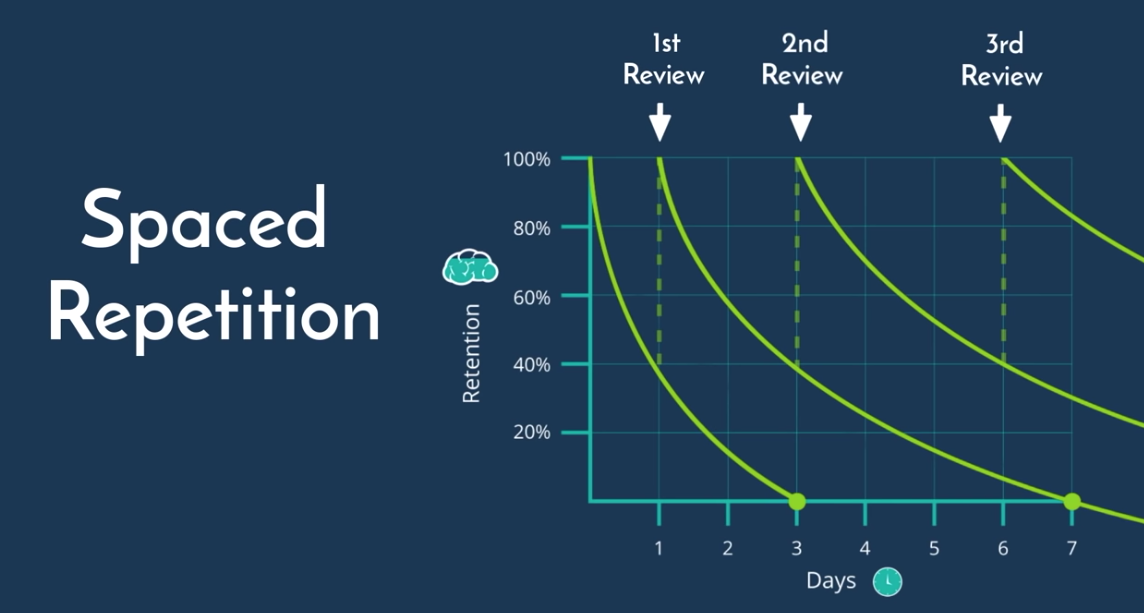 Spaced
Repetition
1st
Review
2nd
Review
3rd
Review
100%
80%
60%
40%
20%
Retention
1 2 3 4 5 6 7
Days